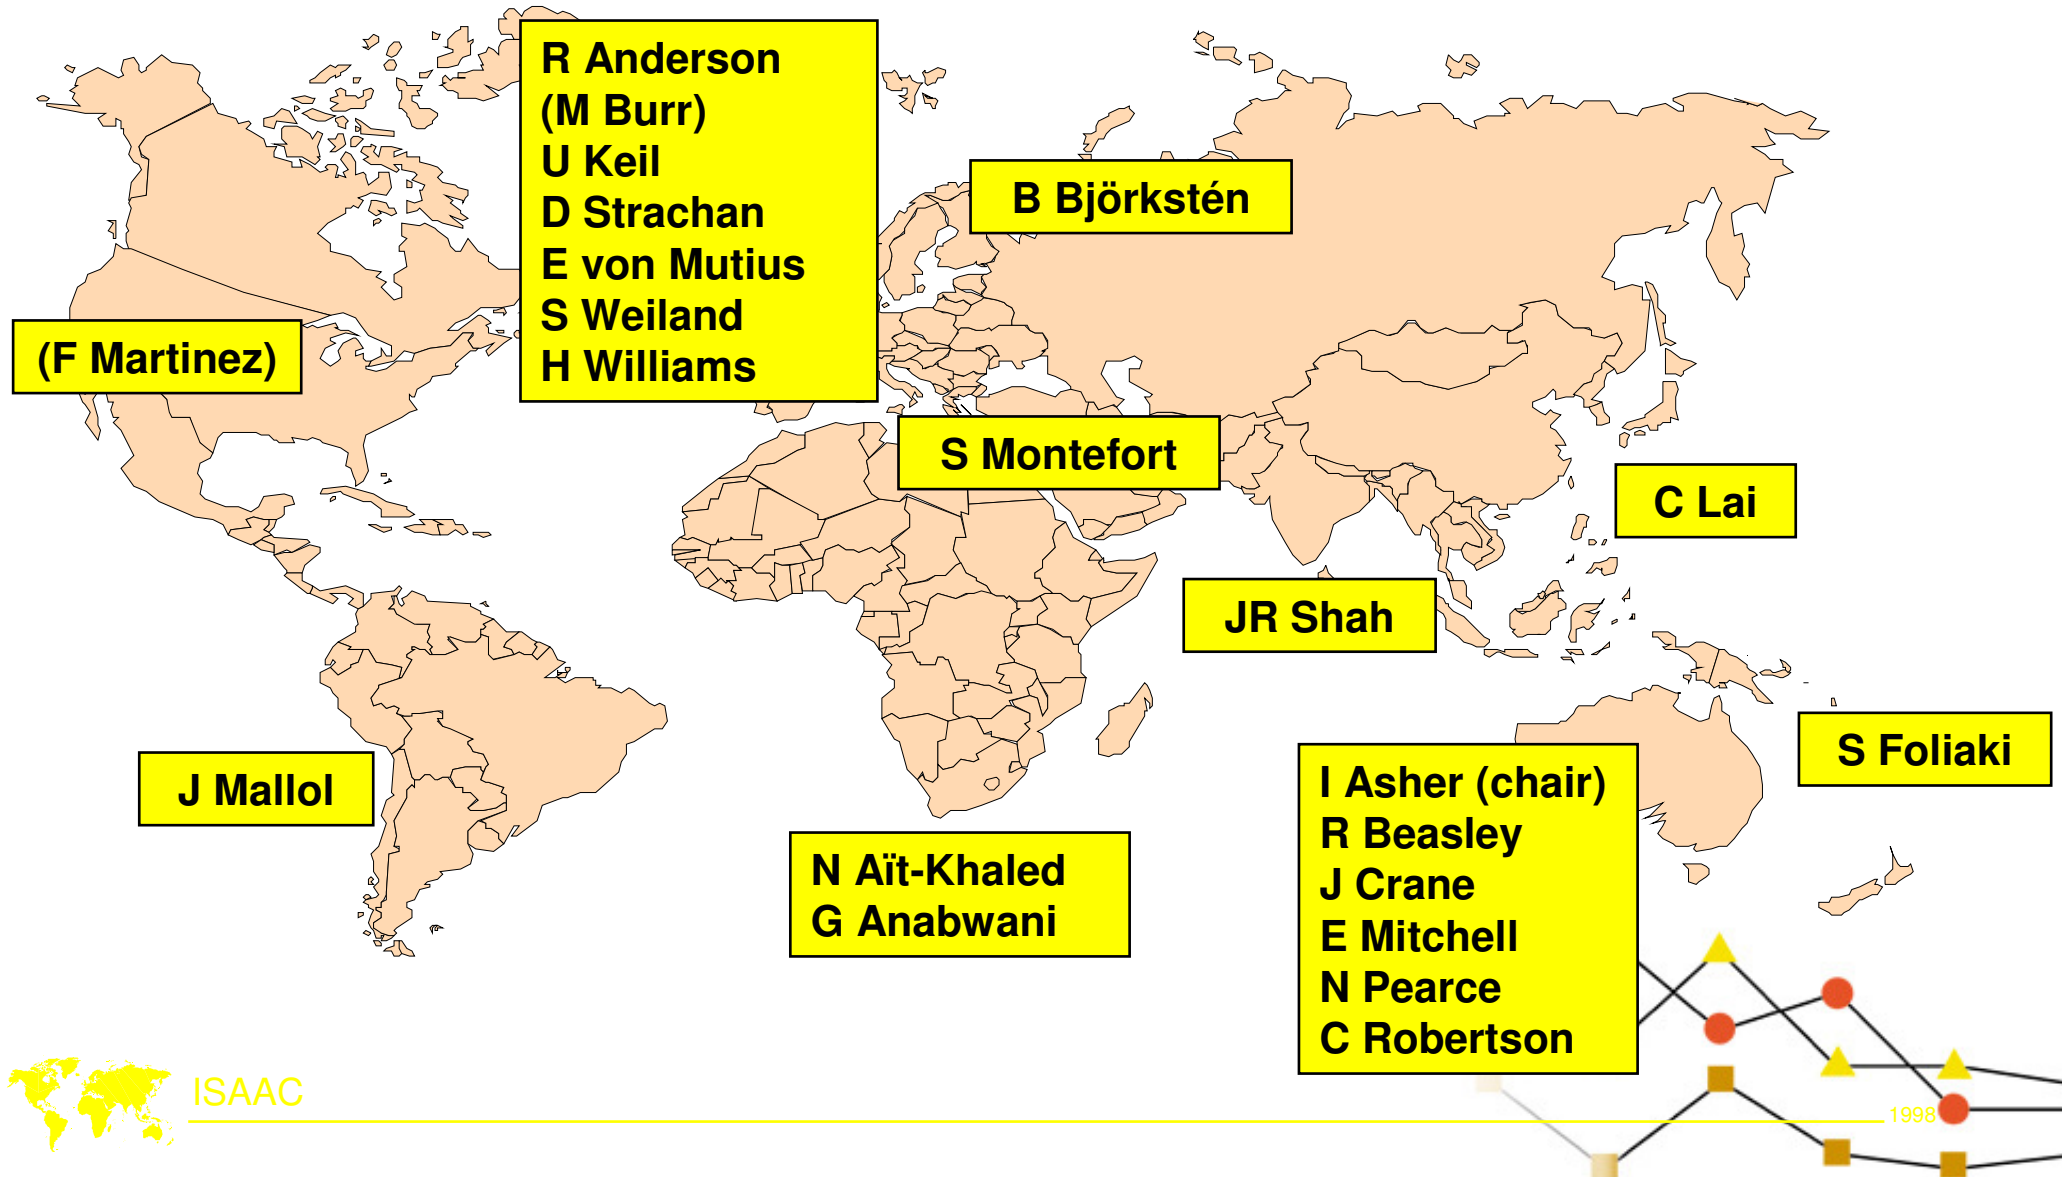 R Anderson
(M Burr)
U Keil
D Strachan
E von Mutius
S Weiland
H Williams
B Björkstén
(F Martinez)
S Montefort
C Lai
JR Shah
S Foliaki
J Mallol
I Asher (chair)
R Beasley
J Crane
E Mitchell
N Pearce
C Robertson
N Aït-Khaled
G Anabwani
ISAAC
1998